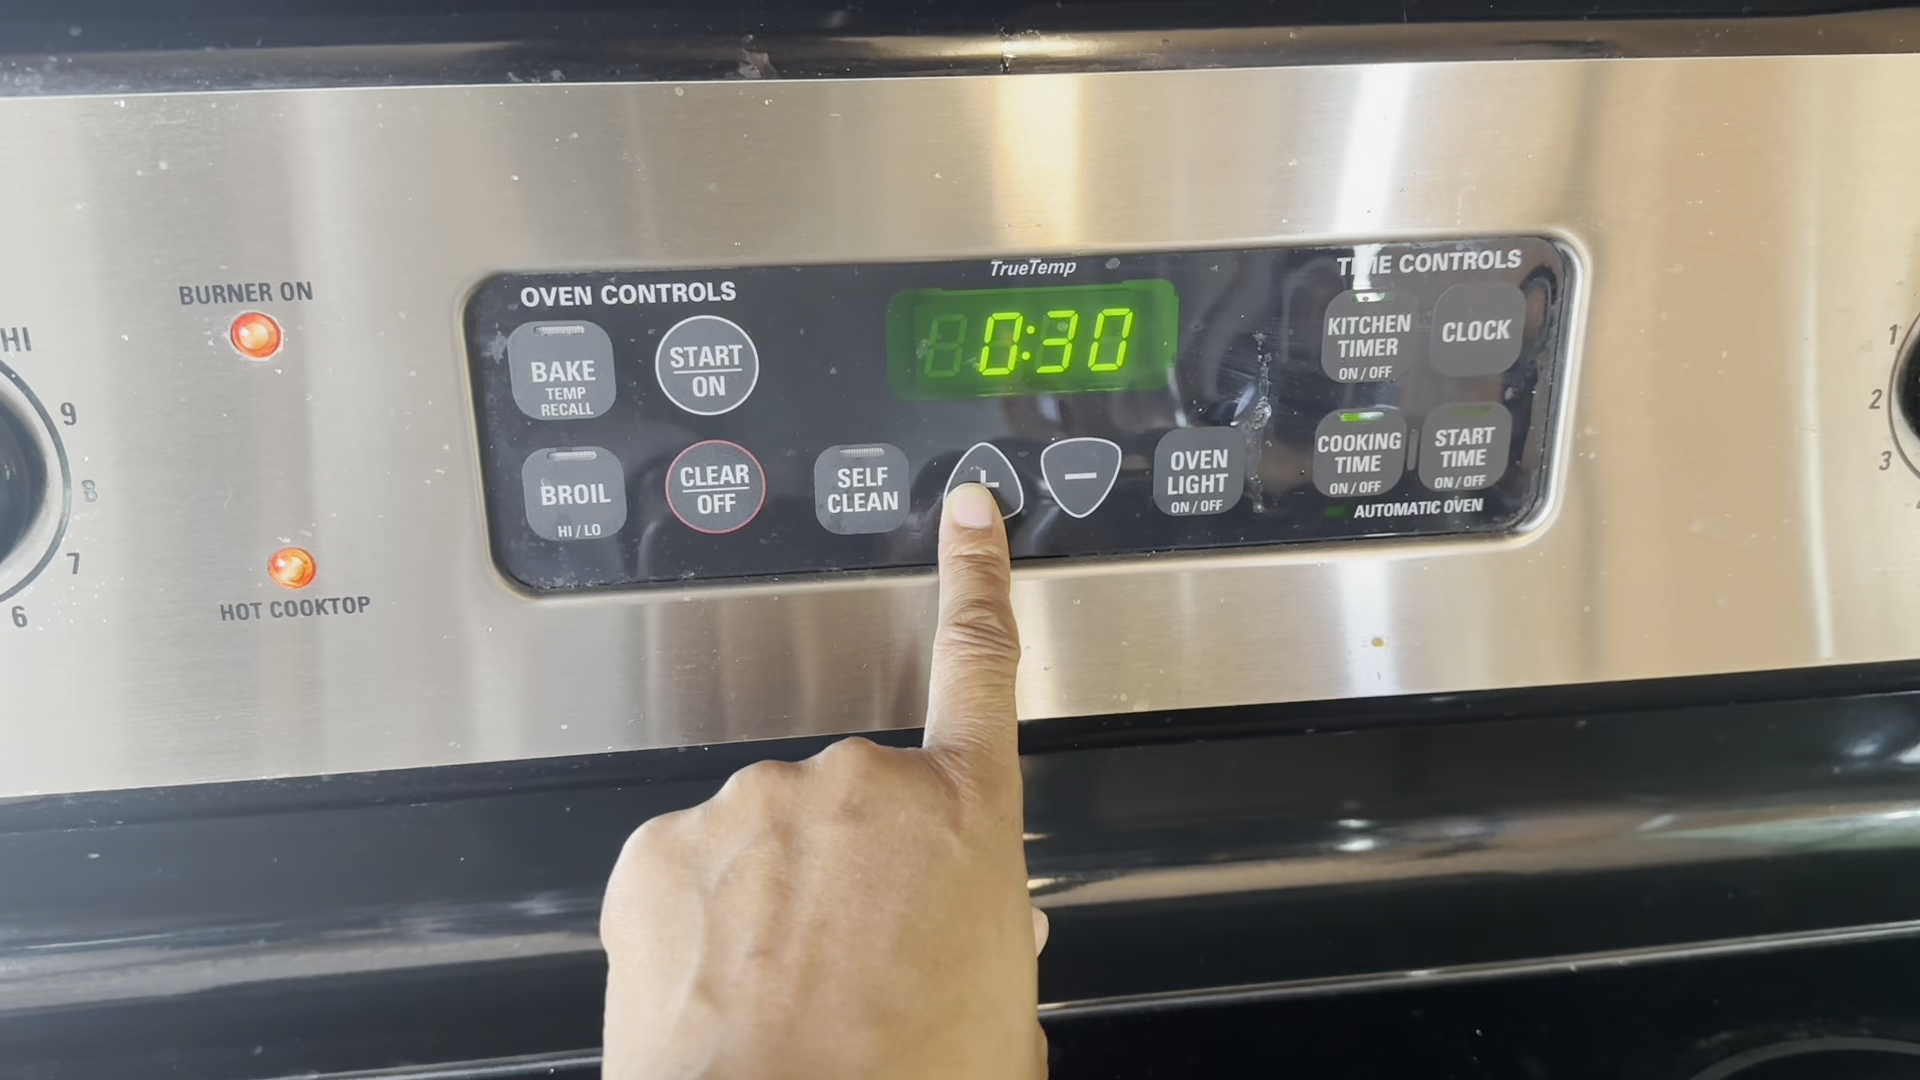 BURNER ON
HI
9
8
7
6
HOT COOKTOP
OVEN CONTROLS
BAKE
TEMP
RECALL
START
ON
BROIL
HI / LO
CLEAR
OFF
SELF
CLEAN
TrueTemp
0:30
+
−
OVEN
LIGHT
ON / OFF
TIME CONTROLS
KITCHEN
TIMER
ON / OFF
CLOCK
COOKING
TIME
ON / OFF
START
TIME
ON / OFF
AUTOMATIC OVEN
1
2
3